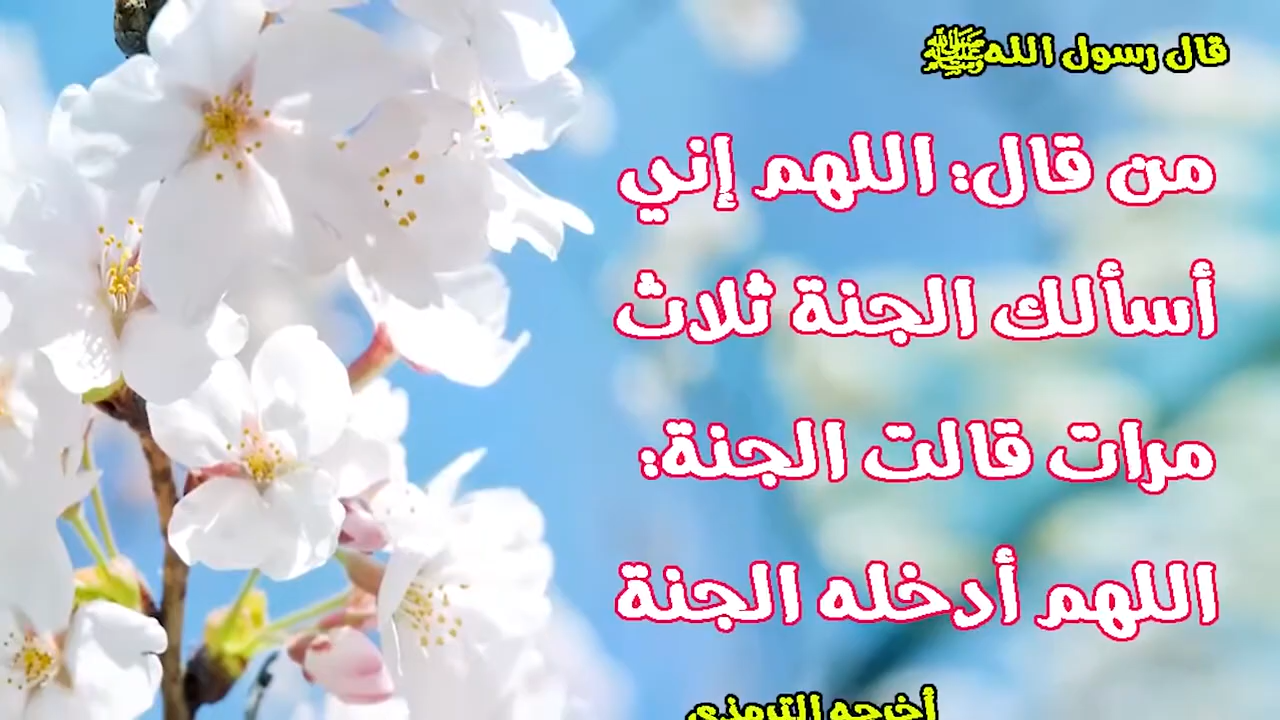 قال رسول الله ﷺ
من قال: اللهم إني
أسألك الجنة ثلاث
مرات قالت الجنة:
اللهم أدخله الجنة
أخرجه الترمذي